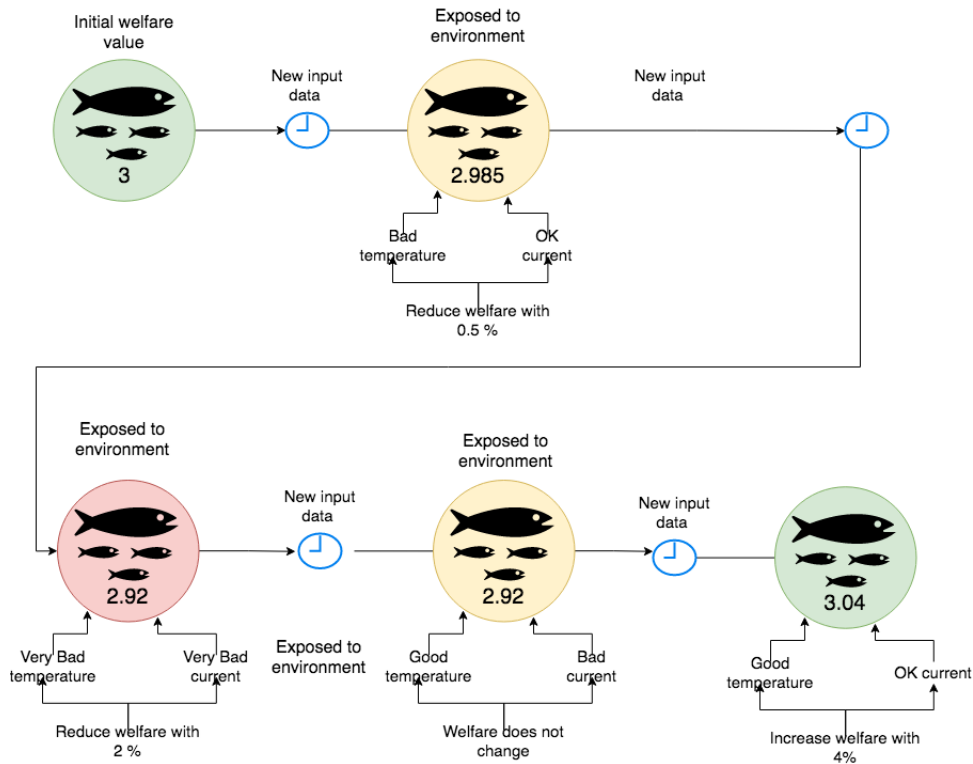 Initial welfare
value
Exposed to
environment
New input
data
New input
data
3
2.985
Bad
temperature
OK
current
Reduce welfare with
0.5 %
Exposed to
environment
Exposed to
environment
New input
data
New input
data
2.92
2.92
3.04
Very Bad
temperature
Very Bad
current
Exposed to
environment
Good
temperature
Bad
current
Good
temperature
OK current
Reduce welfare with
2 %
Welfare does not
change
Increase welfare with
4%